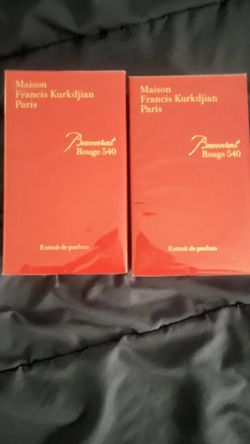 Maison
Francis Kurkdjian
Paris
Baccarat
Rouge 540
Extrait de parfum
Maison
Francis Kurkdjian
Paris
Baccarat
Rouge 540
Extrait de parfum